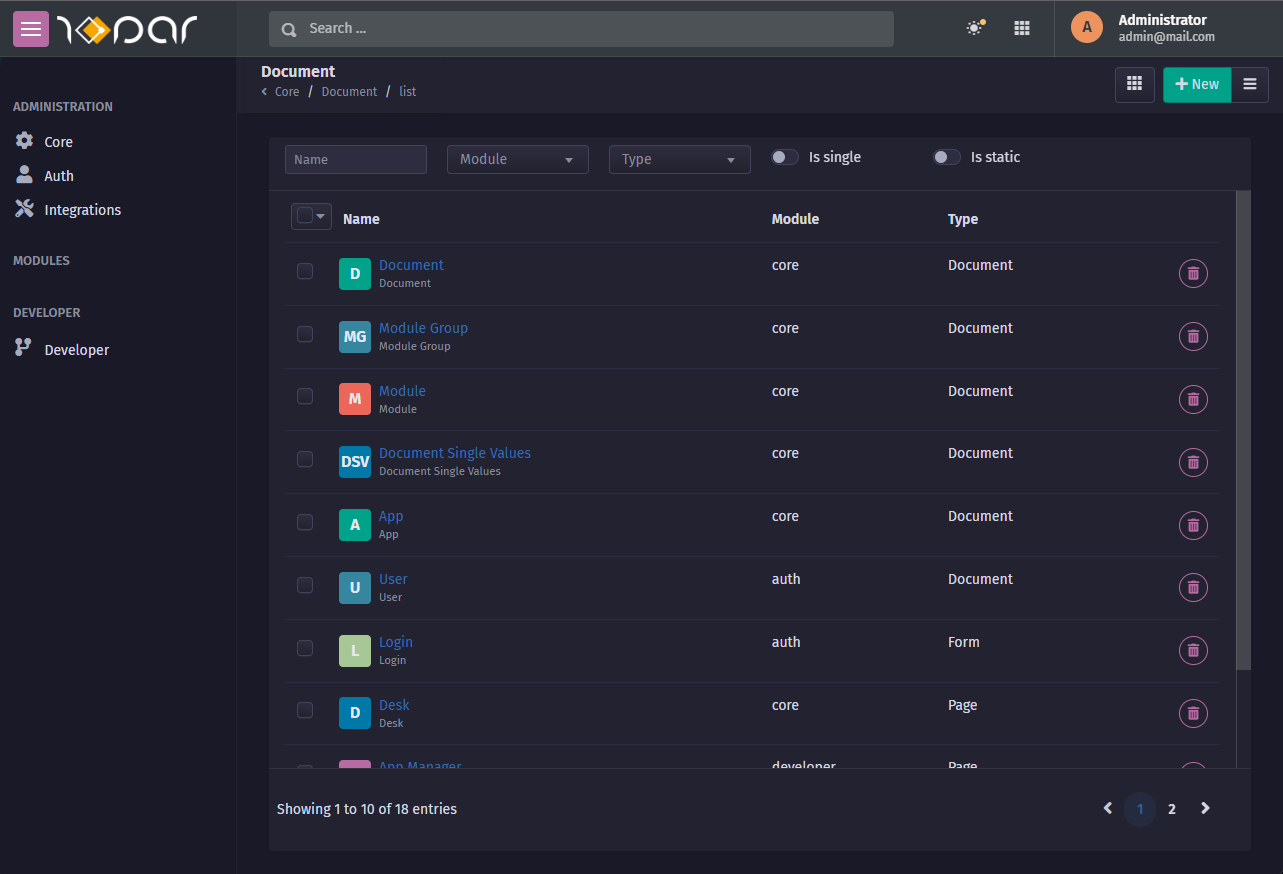 Search ...
A
Administrator
admin@mail.com
Document
Core / Document / list
New
ADMINISTRATION
Core
Auth
Integrations
MODULES
DEVELOPER
Developer
Name
Module
Type
Is single
Is static
Name Module Type
D Document core Document
Document
MG Module Group core Document
Module Group
M Module core Document
Module
DSV Document Single Values core Document
Document Single Values
A App core Document
App
U User auth Document
User
L Login auth Form
Login
D Desk core Page
Desk
App Manager developer Page
Showing 1 to 10 of 18 entries
1 2